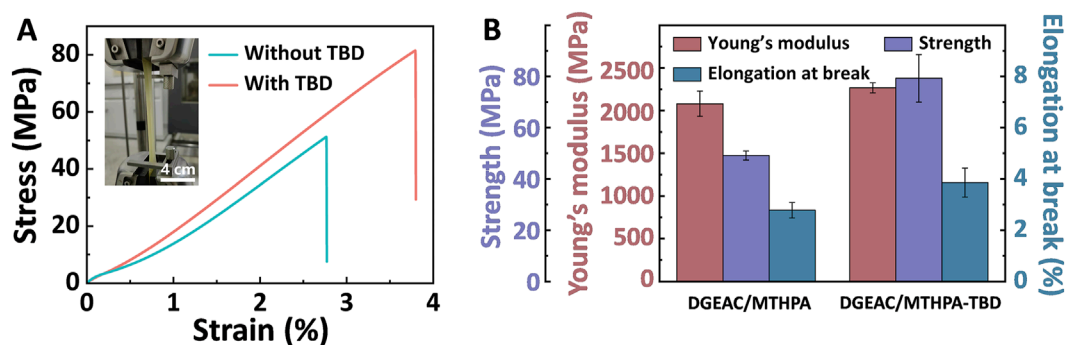 A
Stress (MPa)
80
60
40
20
0
Without TBD
With TBD
4 cm
0
1
2
3
4
Strain (%)
B
Strength (MPa)
80
60
40
20
0
Young's modulus (MPa)
2500
2000
1500
1000
500
0
Young's modulus
Strength
Elongation at break
DGEAC/MTHPA
DGEAC/MTHPA-TBD
8
6
4
2
0
Elongation at break (%)